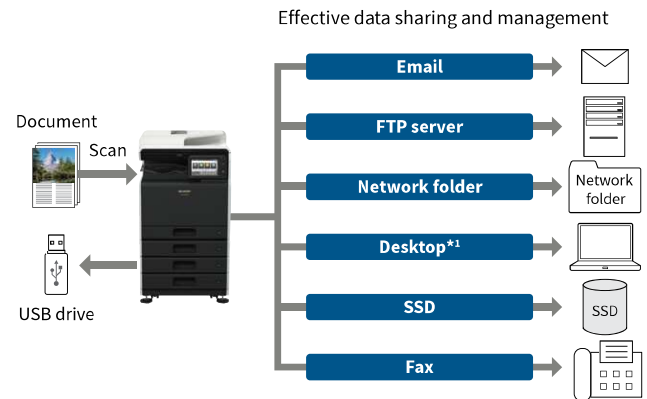 Effective data sharing and management
Document
Scan
USB drive
Email
FTP server
Network folder
Desktop*1
SSD
Fax
Network
folder
SSD